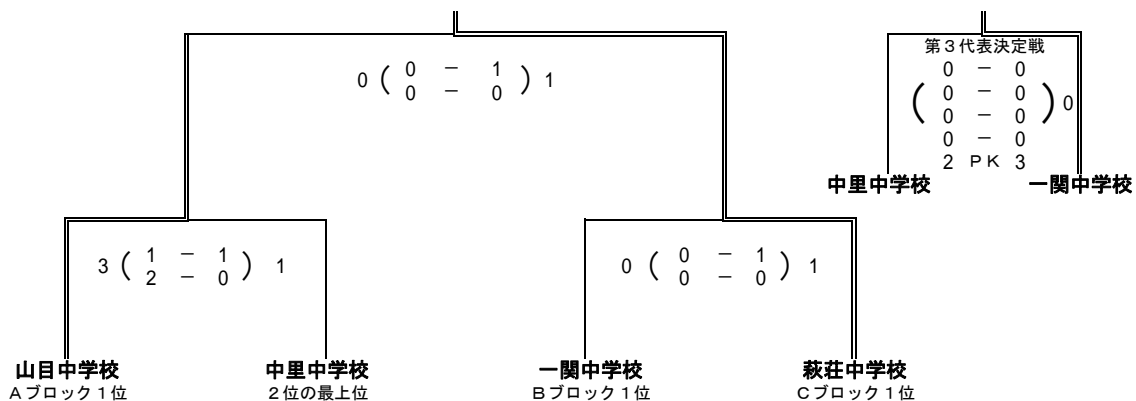 0 ( 0 － 1 ) 1
0 － 0
第３代表決定戦
0 － 0
( 0 － 0 ) 0
0 － 0
0 － 0
2 ＰＫ 3
中里中学校 一関中学校
3 ( 1 － 1 ) 1
2 － 0
0 ( 0 － 1 ) 1
0 － 0
山目中学校 中里中学校 一関中学校 萩荘中学校
Ａブロック１位 ２位の最上位 Ｂブロック１位 Ｃブロック１位